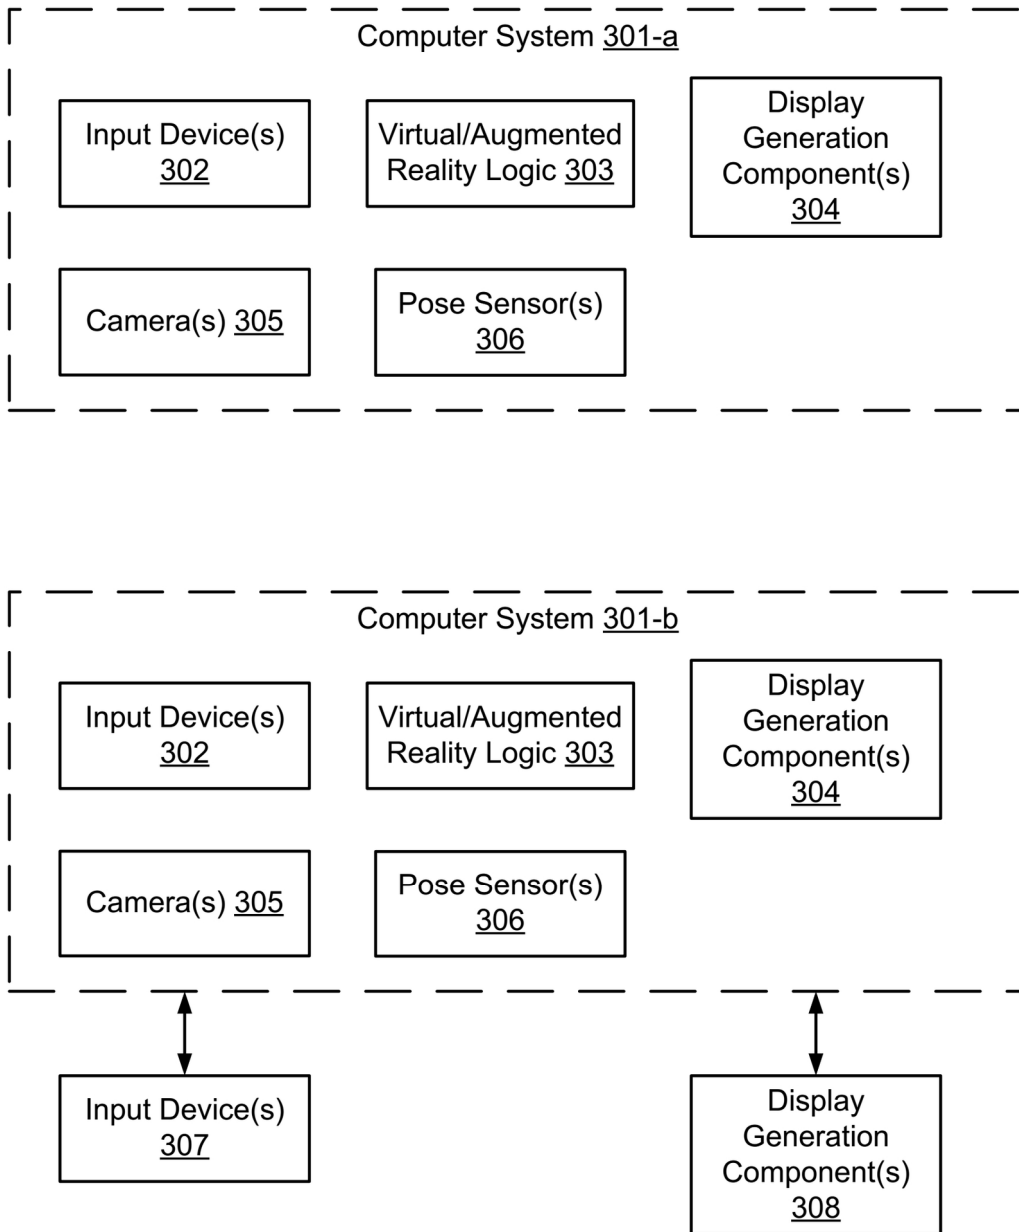 Computer System 301-a
Input Device(s)
302
Virtual/Augmented
Reality Logic 303
Display
Generation
Component(s)
304
Camera(s) 305
Pose Sensor(s)
306
Computer System 301-b
Input Device(s)
302
Virtual/Augmented
Reality Logic 303
Display
Generation
Component(s)
304
Camera(s) 305
Pose Sensor(s)
306
Input Device(s)
307
Display
Generation
Component(s)
308